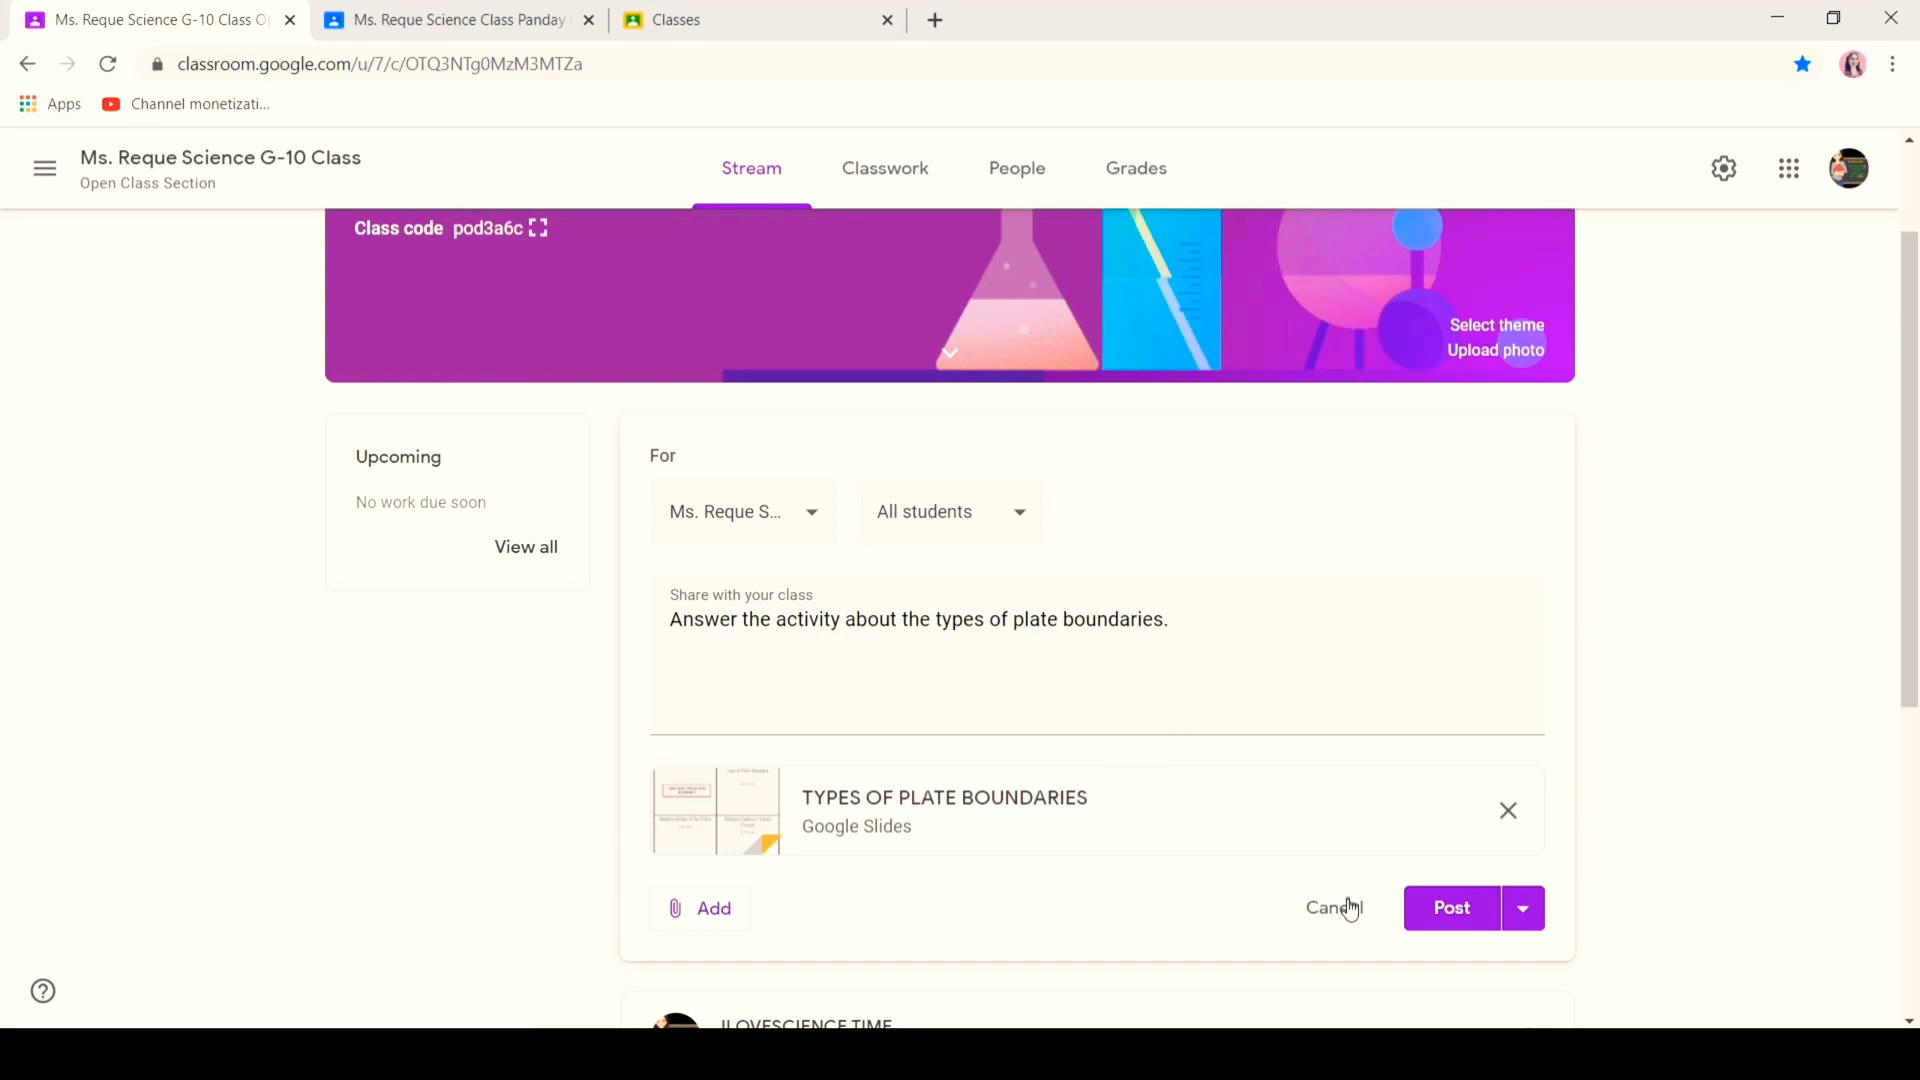 Ms. Reque Science G-10 Class O
Ms. Reque Science Class Panday
Classes
classroom.google.com/u/7/c/OTQ3NTg0MzM3MTZa
Apps
Channel monetizati...
Ms. Reque Science G-10 Class
Open Class Section
Stream
Classwork
People
Grades
Class code pod3a6c
Select theme
Upload photo
Upcoming
No work due soon
View all
For
Ms. Reque S...
All students
Share with your class
Answer the activity about the types of plate boundaries.
TYPES OF PLATE BOUNDARIES
Google Slides
Add
Cancel
Post
ILOVESCIENCE TIME